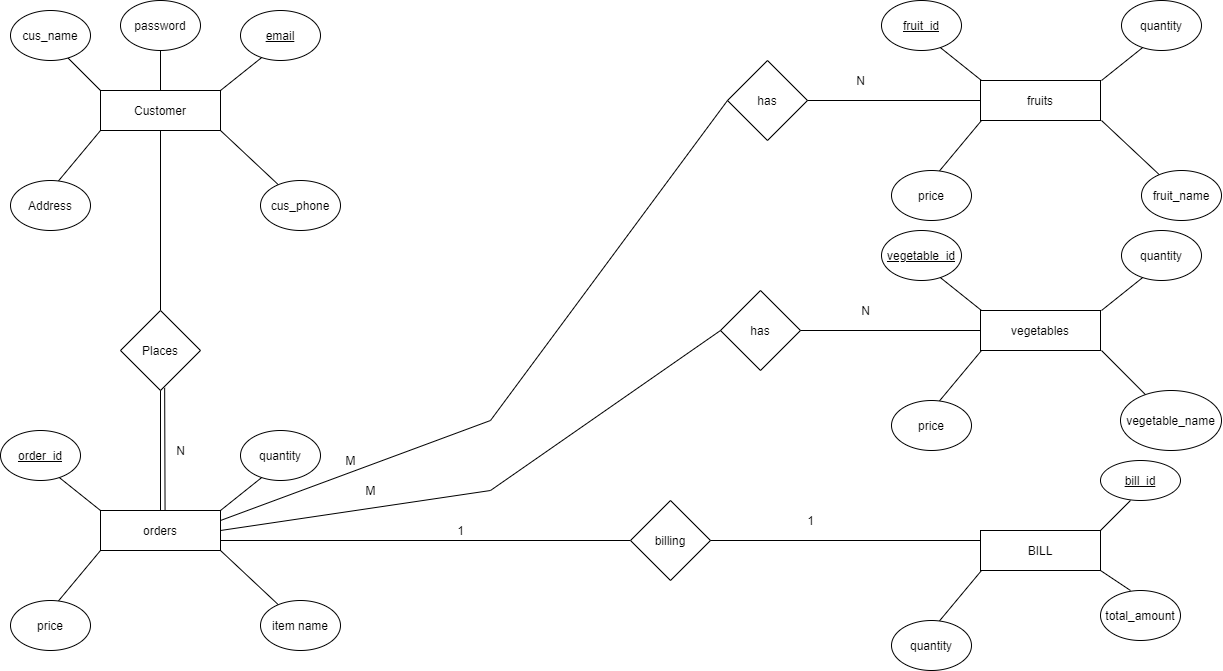 cus_name
password
email
Customer
Address
cus_phone
Places
N
order_id
quantity
orders
price
item name
M
M
1
has
N
fruit_id
quantity
fruits
price
fruit_name
has
N
vegetable_id
quantity
vegetables
price
vegetable_name
billing
1
bill_id
BILL
quantity
total_amount